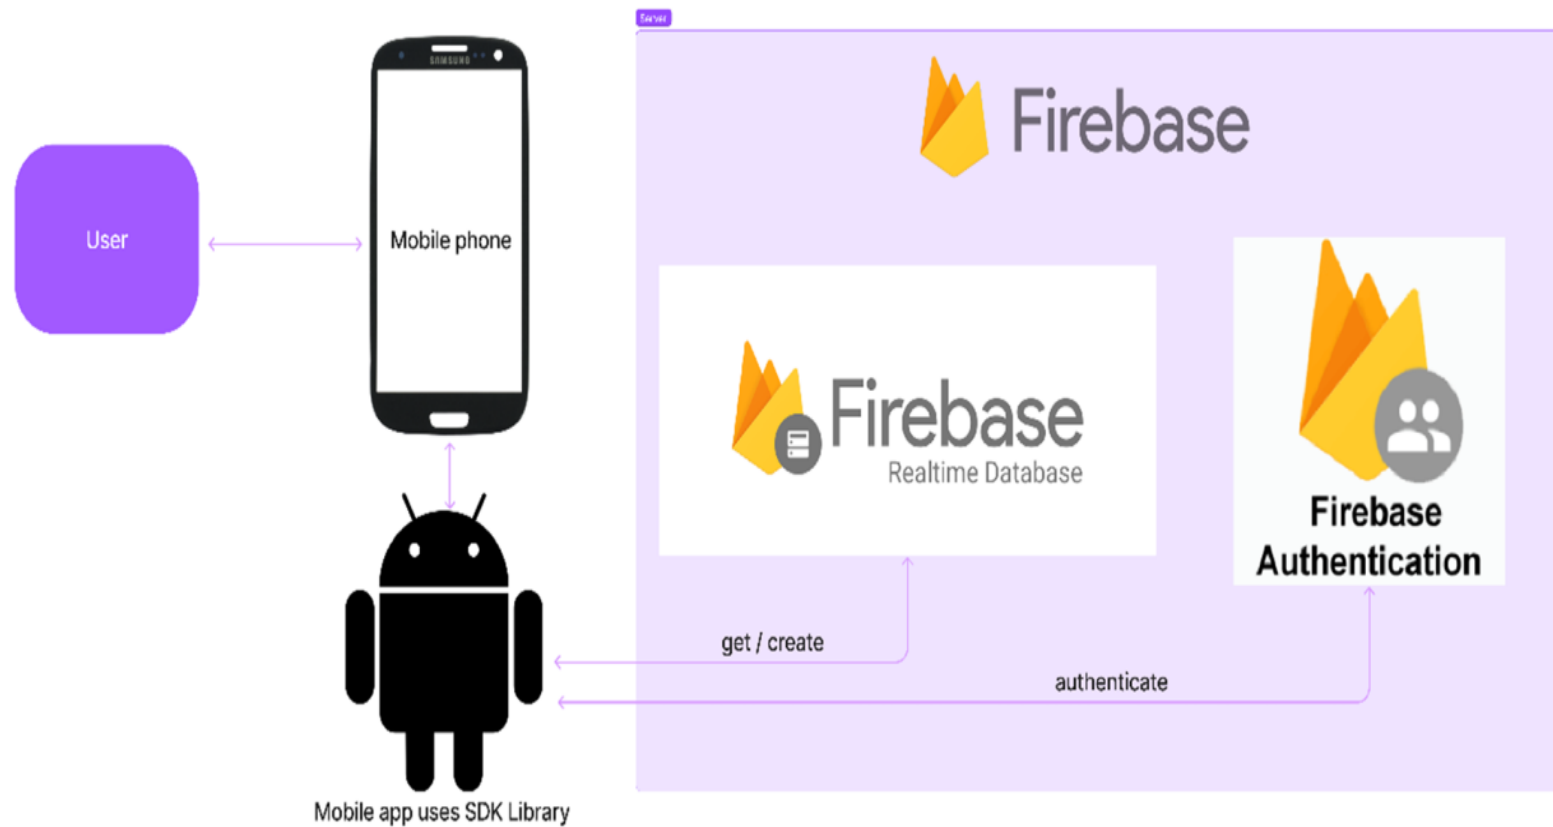 Server
SAMSUNG
Firebase
User
Mobile phone
Firebase
Realtime Database
Firebase
Authentication
get / create
authenticate
Mobile app uses SDK Library